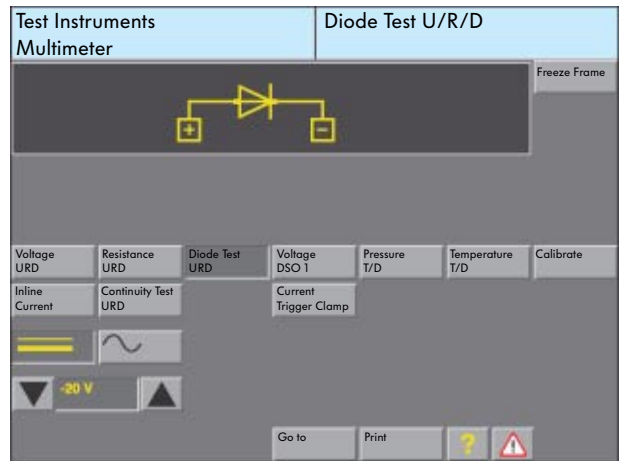 Test Instruments
Multimeter
Diode Test U/R/D
Freeze Frame
+
-
Voltage
URD
Resistance
URD
Diode Test
URD
Voltage
DSO 1
Pressure
T/D
Temperature
T/D
Calibrate
Inline
Current
Continuity Test
URD
Current
Trigger Clamp
-20 V
Go to
Print
?
!